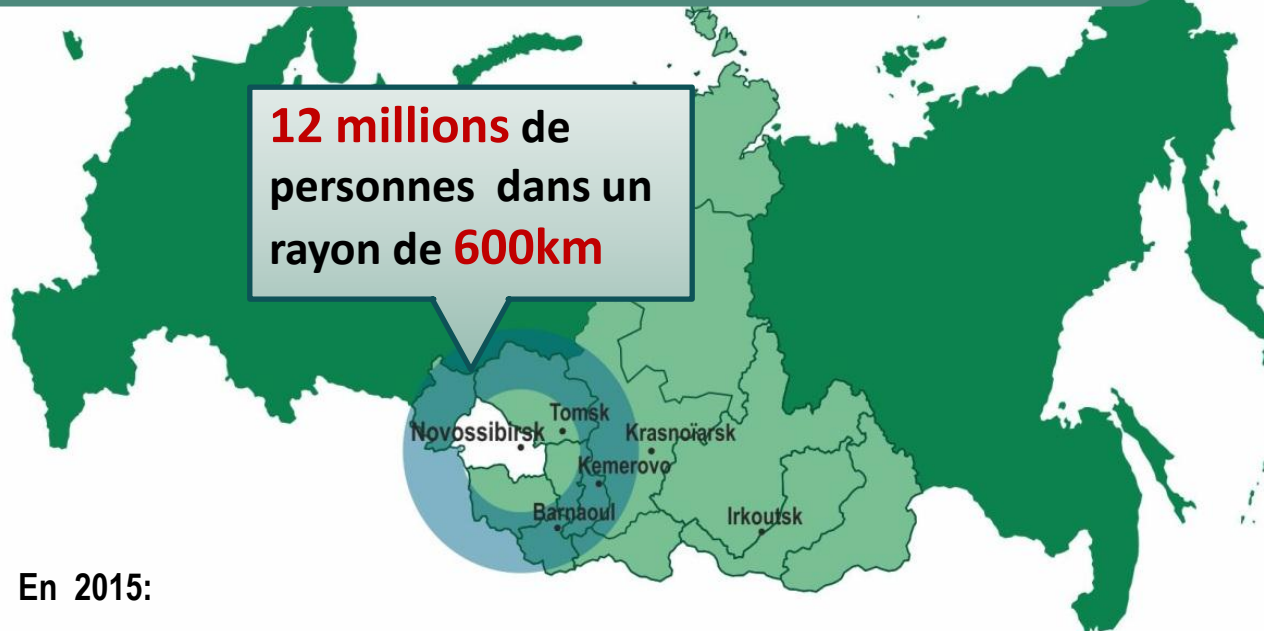 12 millions de
personnes dans un
rayon de 600km
Tomsk
Novossibirsk
Krasnoïarsk
Kemerovo
Barnaoul
Irkoutsk
En 2015: